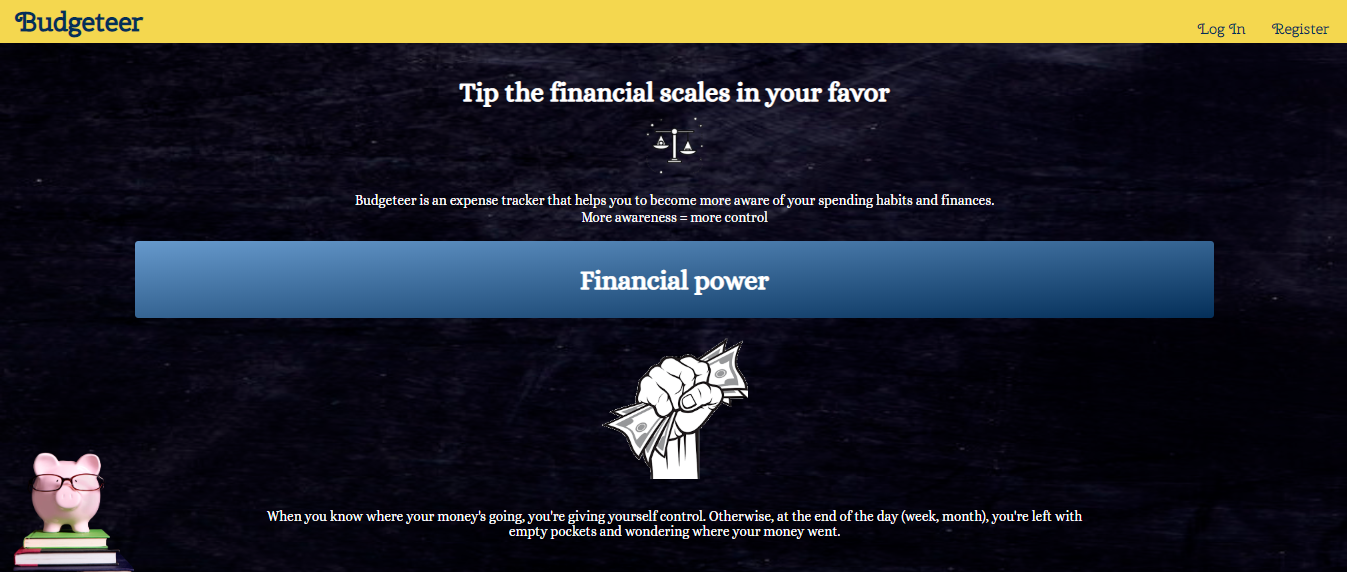 Budgeteer
Log In
Register
Tip the financial scales in your favor
Budgeteer is an expense tracker that helps you to become more aware of your spending habits and finances.
More awareness = more control
Financial power
When you know where your money's going, you're giving yourself control. Otherwise, at the end of the day (week, month), you're left with
empty pockets and wondering where your money went.